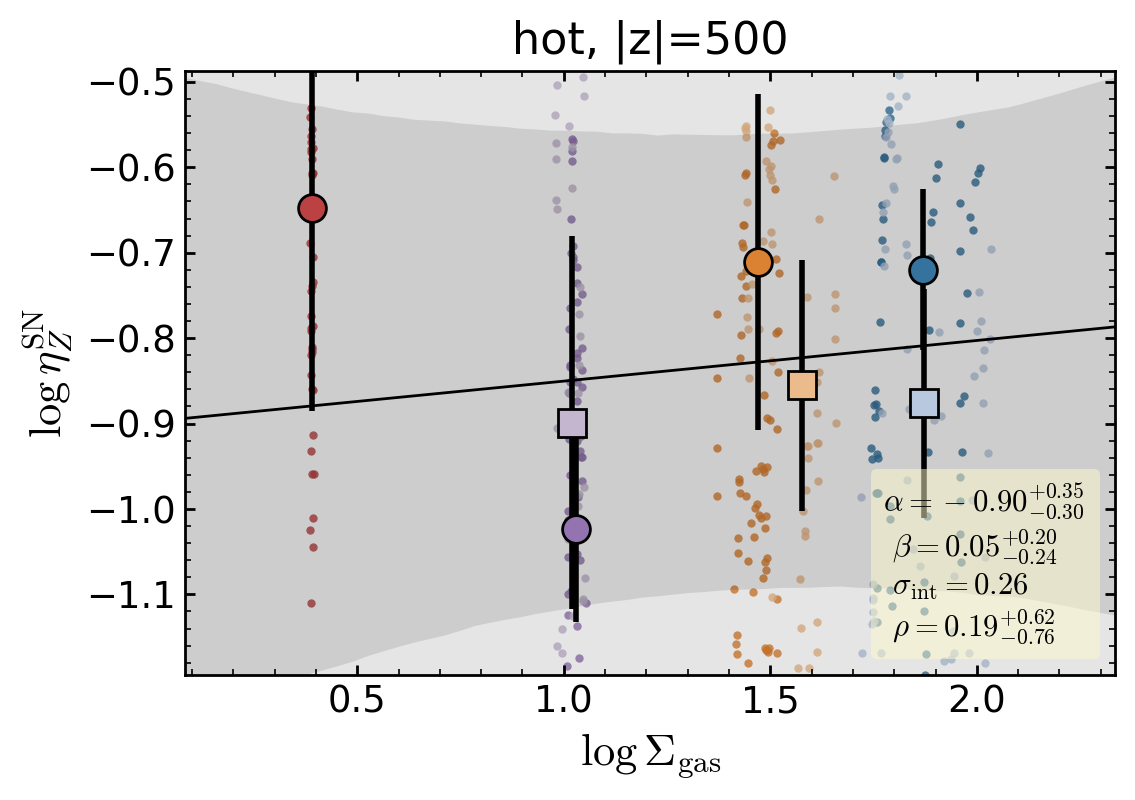 hot, |z|=500
−0.5
−0.6
−0.7
−0.8
−0.9
−1.0
−1.1
log η_Z^SN
α = −0.90^{+0.35}_{−0.30}
β = 0.05^{+0.20}_{−0.24}
σ_int = 0.26
ρ = 0.19^{+0.62}_{−0.76}
0.5 1.0 1.5 2.0
log Σ_gas